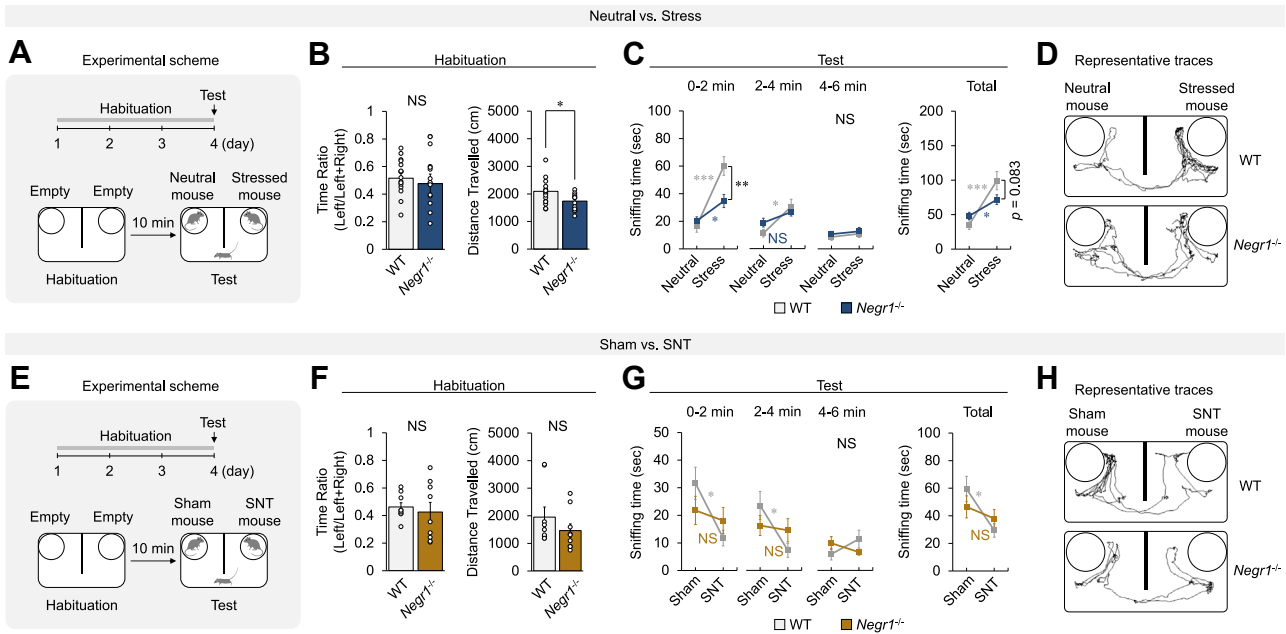 Neutral vs. Stress
A
Experimental scheme
Test
Habituation
1 2 3 4 (day)
Empty Empty
Neutral mouse
Stressed mouse
10 min
Habituation
Test
B
Habituation
NS
Time Ratio
(Left/Left+Right)
1
0.8
0.6
0.4
0.2
0
WT
Negr1-/-
*
Distance Travelled (cm)
5000
4000
3000
2000
1000
0
WT
Negr1-/-
C
Test
0-2 min 2-4 min 4-6 min
Total
Sniffing time (sec)
100
80
60
40
20
0
***
**
*
*
NS
NS
Neutral Stress Neutral Stress Neutral Stress
Sniffing time (sec)
200
150
100
50
0
***
*
p = 0.083
Neutral Stress
WT Negr1-/-
D
Representative traces
Neutral mouse
Stressed mouse
WT
Negr1-/-
Sham vs. SNT
E
Experimental scheme
Test
Habituation
1 2 3 4 (day)
Empty Empty
Sham mouse
SNT mouse
10 min
Habituation
Test
F
Habituation
NS
Time Ratio
(Left/Left+Right)
1
0.8
0.6
0.4
0.2
0
WT
Negr1-/-
NS
Distance Travelled (cm)
5000
4000
3000
2000
1000
0
WT
Negr1-/-
G
Test
0-2 min 2-4 min 4-6 min
Total
Sniffing time (sec)
50
40
30
20
10
0
*
NS
*
NS
NS
Sham SNT Sham SNT Sham SNT
Sniffing time (sec)
100
80
60
40
20
0
*
NS
Sham SNT
WT Negr1-/-
H
Representative traces
Sham mouse
SNT mouse
WT
Negr1-/-